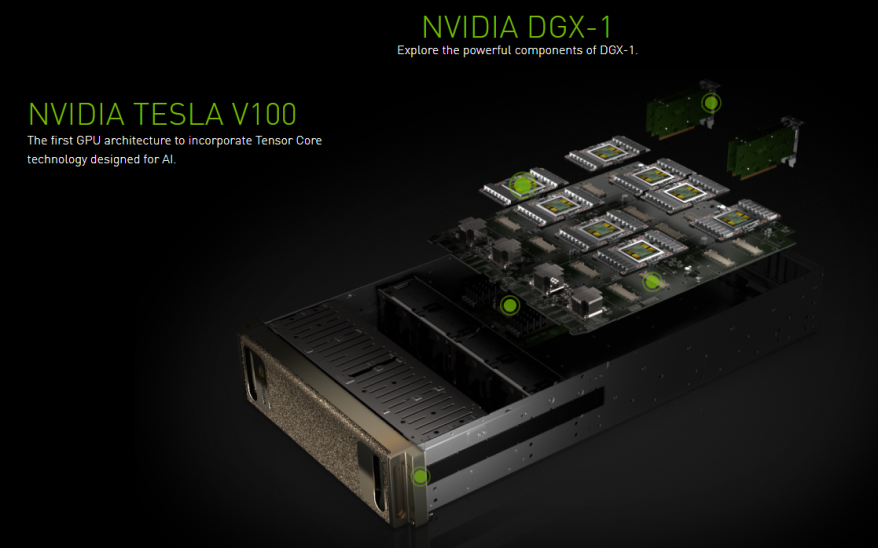 NVIDIA DGX-1
Explore the powerful components of DGX-1.
NVIDIA TESLA V100
The first GPU architecture to incorporate Tensor Core
technology designed for AI.